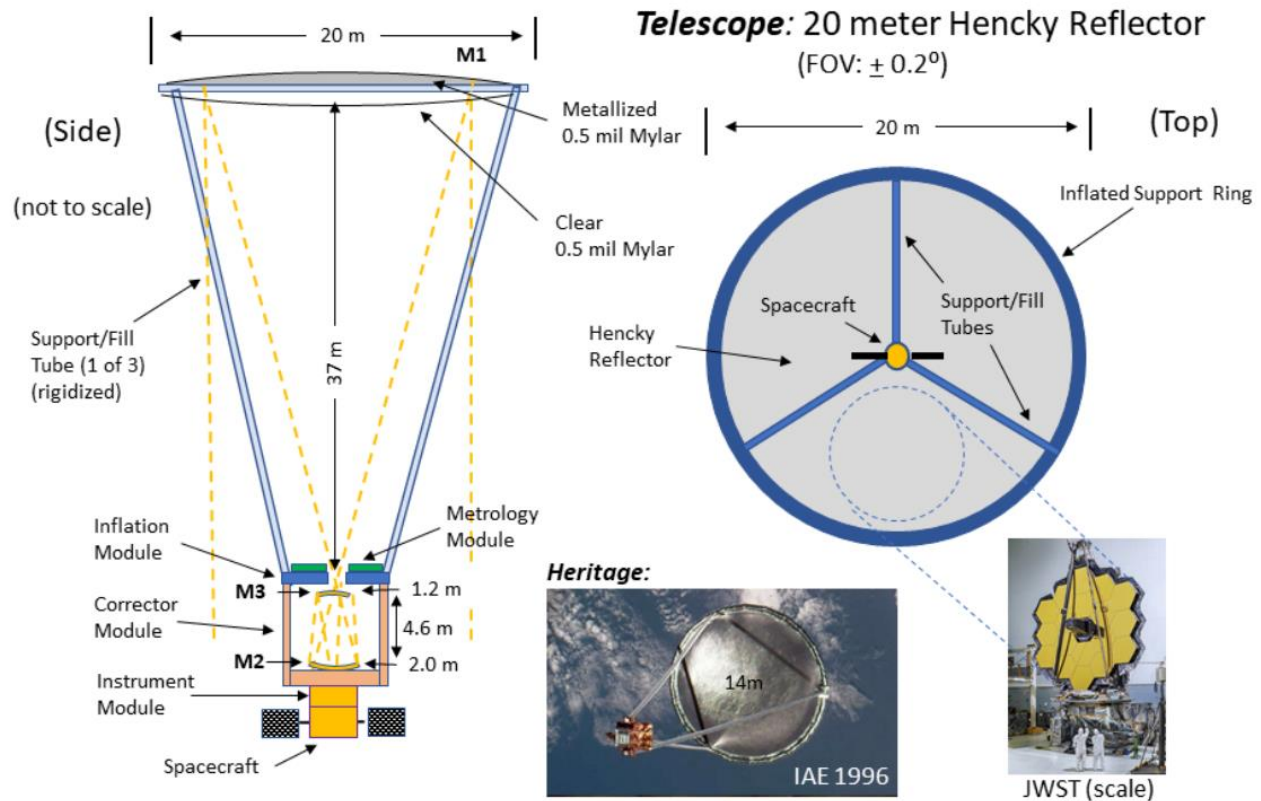 Telescope: 20 meter Hencky Reflector
(FOV: ± 0.2⁰)
20 m
M1
(Side)
(not to scale)
Metallized
0.5 mil Mylar
Clear
0.5 mil Mylar
37 m
Support/Fill
Tube (1 of 3)
(rigidized)
Inflation
Module
Metrology
Module
M3
1.2 m
Corrector
Module
4.6 m
M2
2.0 m
Instrument
Module
Spacecraft
20 m
(Top)
Inflated Support Ring
Spacecraft
Support/Fill
Tubes
Hencky
Reflector
Heritage:
14m
IAE 1996
JWST (scale)